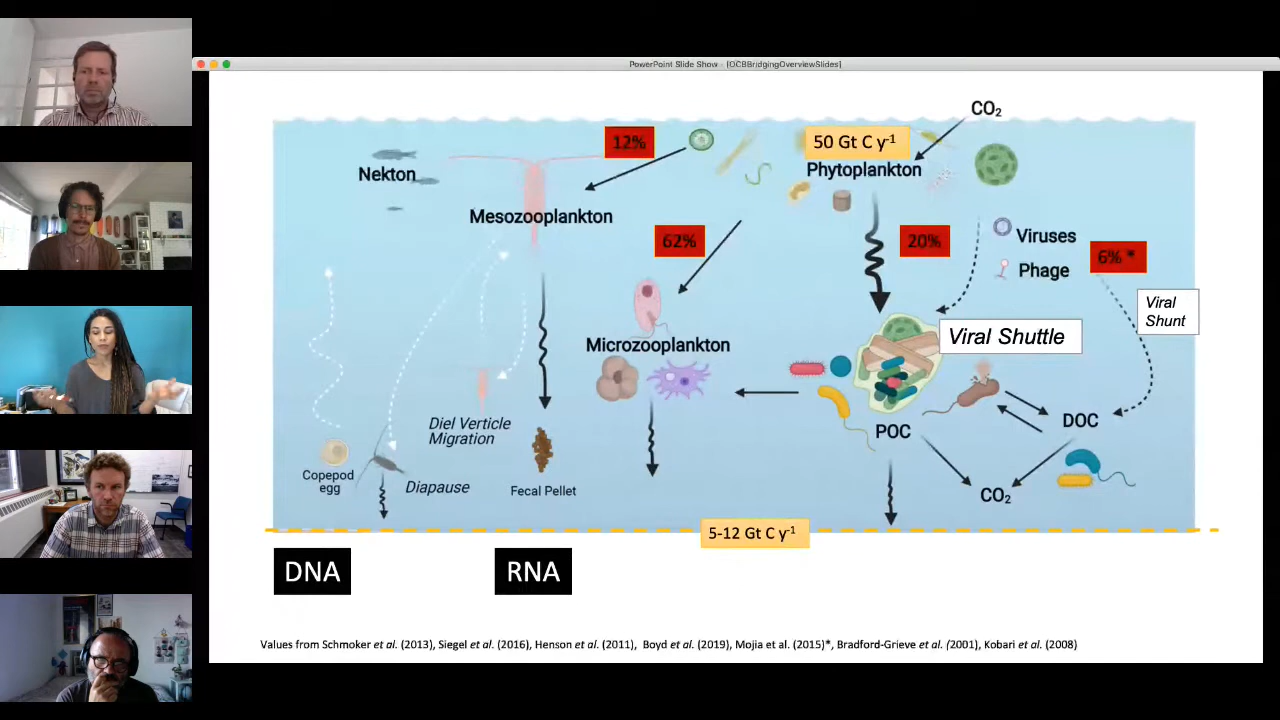 PowerPoint Slide Show - [OCBBridgingOverviewSlides]
CO₂
12%
50 Gt C y⁻¹
Phytoplankton
Nekton
Mesozooplankton
62%
20%
Viruses
Phage
6% *
Viral
Shunt
Viral Shuttle
Microzooplankton
Diel Verticle
Migration
POC
DOC
Copepod
egg
Diapause
Fecal Pellet
CO₂
5-12 Gt C y⁻¹
DNA
RNA
Values from Schmoker et al. (2013), Siegel et al. (2016), Henson et al. (2011), Boyd et al. (2019), Mojia et al. (2015)*, Bradford-Grieve et al. (2001), Kobari et al. (2008)